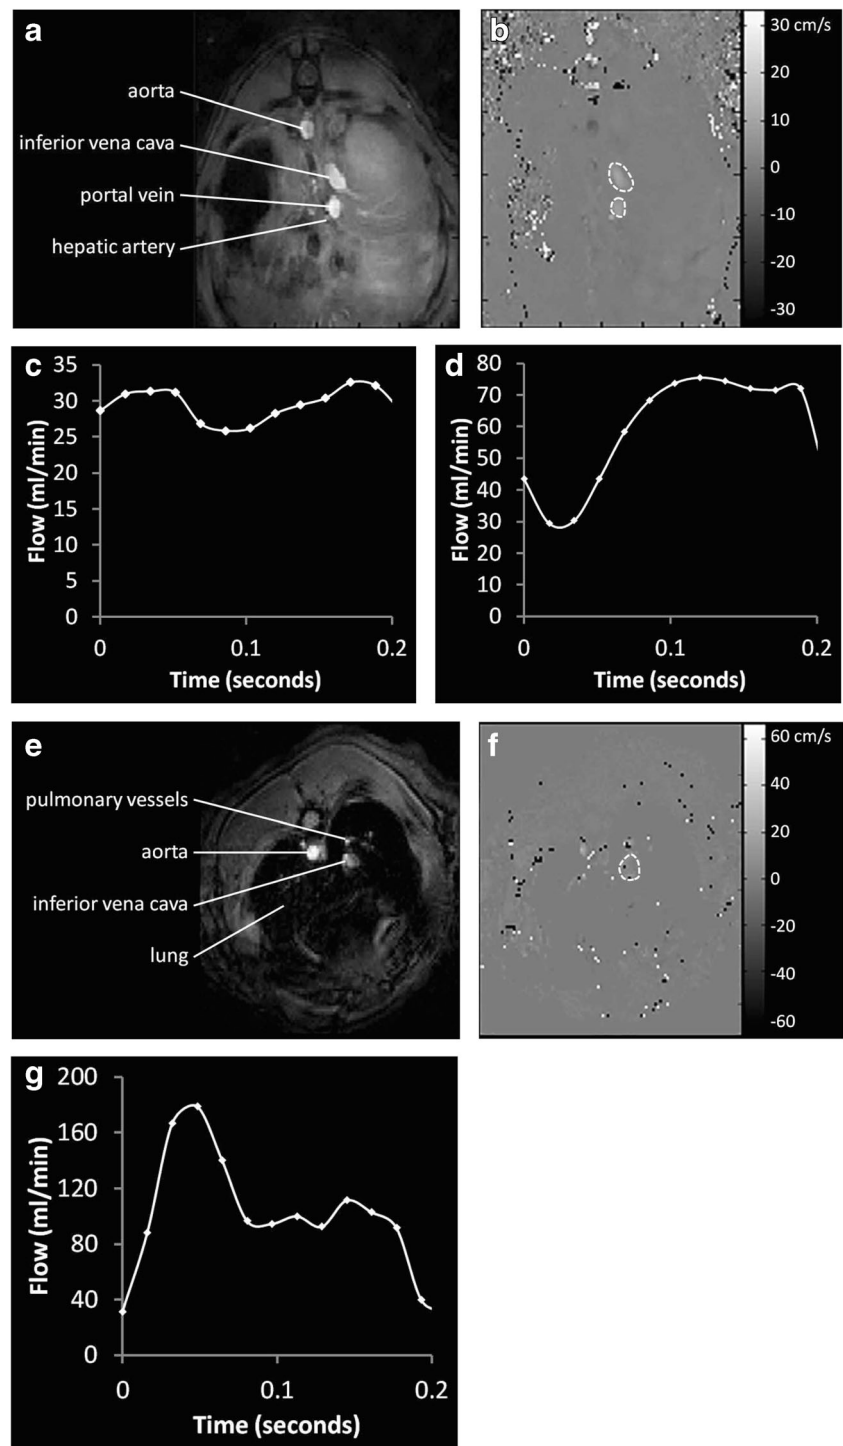 a
aorta
inferior vena cava
portal vein
hepatic artery
b
30 cm/s
20
10
0
-10
-20
-30
c
35
30
25
20
15
10
5
0
Flow (ml/min)
0
0.1
0.2
Time (seconds)
d
80
70
60
50
40
30
20
10
0
Flow (ml/min)
0
0.1
0.2
Time (seconds)
e
pulmonary vessels
aorta
inferior vena cava
lung
f
60 cm/s
40
20
0
-20
-40
-60
g
200
160
120
80
40
0
Flow (ml/min)
0
0.1
0.2
Time (seconds)